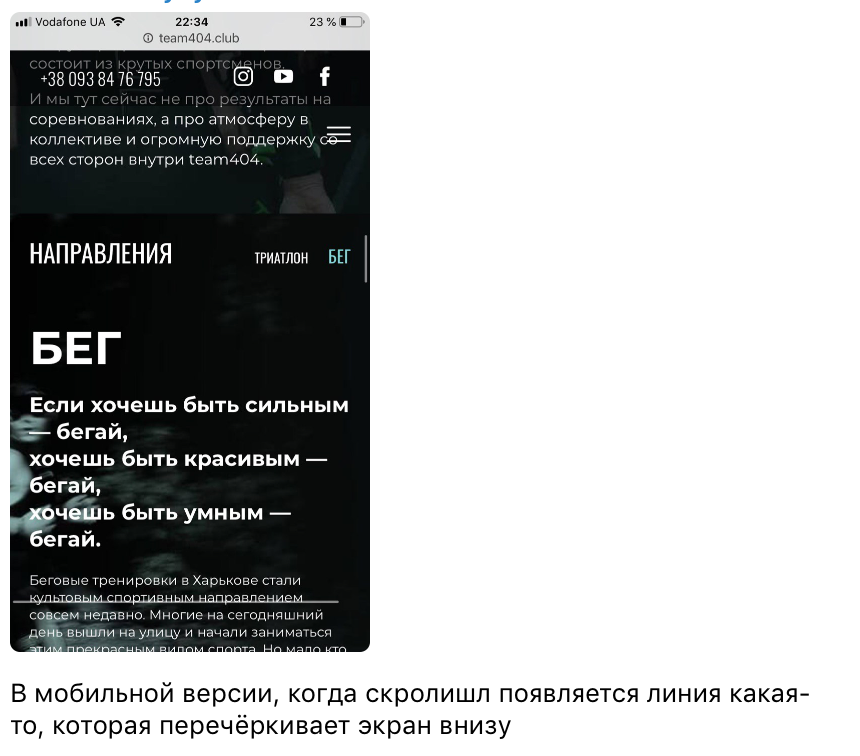 Vodafone UA 22:34 23 %
team404.club
состоит из крутых спортсменов.
+38 093 84 76 795
И мы тут сейчас не про результаты на
соревнованиях, а про атмосферу в
коллективе и огромную поддержку со
всех сторон внутри team404.
НАПРАВЛЕНИЯ ТРИАТЛОН БЕГ
БЕГ
Если хочешь быть сильным
— бегай,
хочешь быть красивым —
бегай,
хочешь быть умным —
бегай.
Беговые тренировки в Харькове стали
культовым спортивным направлением
совсем недавно. Многие на сегодняшний
день вышли на улицу и начали заниматься
этим прекрасным видом спорта. Но мало кто
В мобильной версии, когда скролишл появляется линия какая-
то, которая перечёркивает экран внизу